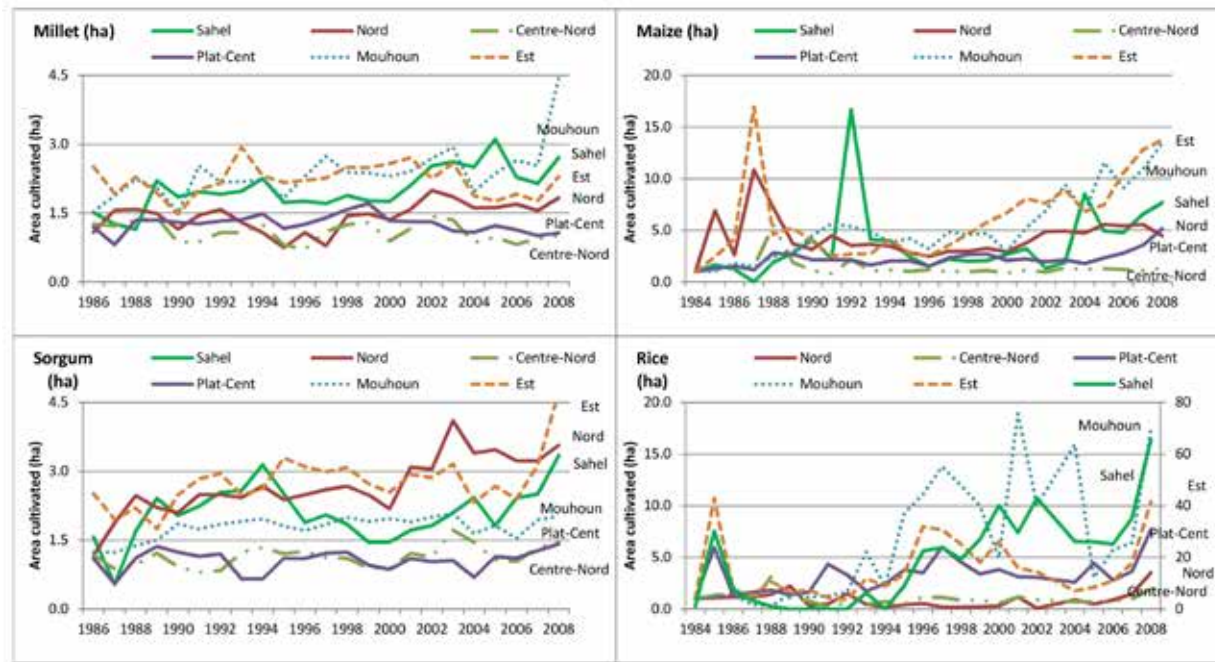 Millet (ha)
Sahel Nord Centre-Nord
Plat-Cent Mouhoun Est
Area cultivated (ha)
4.5
3.0
1.5
0.0
Mouhoun
Sahel
Est
Nord
Plat-Cent
Centre-Nord
1986 1988 1990 1992 1994 1996 1998 2000 2002 2004 2006 2008
Maize (ha)
Sahel Nord Centre-Nord
Plat-Cent Mouhoun Est
Area cultivated (ha)
20.0
15.0
10.0
5.0
0.0
Est
Mouhoun
Sahel
Nord
Plat-Cent
Centre-Nord
1984 1986 1988 1990 1992 1994 1996 1998 2000 2002 2004 2006 2008
Sorgum
(ha)
Sahel Nord Centre-Nord
Plat-Cent Mouhoun Est
Area cultivated (ha)
4.5
3.0
1.5
0.0
Est
Nord
Sahel
Mouhoun
Plat-Cent
Centre-Nord
1986 1988 1990 1992 1994 1996 1998 2000 2002 2004 2006 2008
Rice
(ha)
Nord Centre-Nord Plat-Cent
Mouhoun Est Sahel
Area cultivated (ha)
20.0
15.0
10.0
5.0
0.0
80
60
40
20
0
Mouhoun
Sahel
Est
Plat-Cent
Nord
Centre-Nord
1984 1986 1988 1990 1992 1994 1996 1998 2000 2002 2004 2006 2008